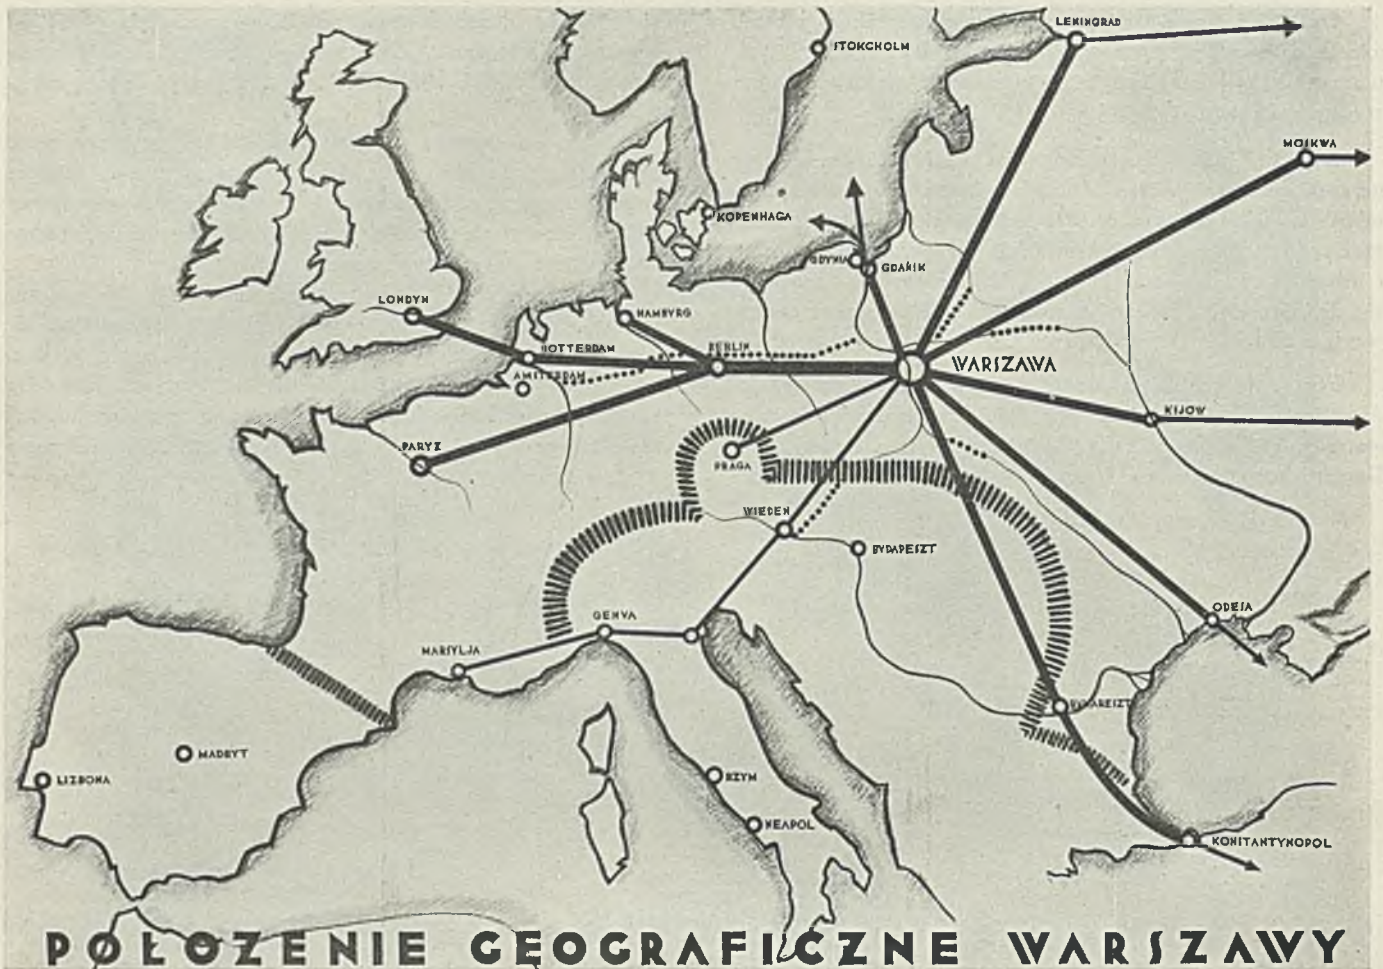 LENINGRAD
STOKCHOLM
MOSKWA
KOPENHAGA
GDYNIA
GDAŃSK
LONDYN
HAMBURG
ROTTERDAM
BERLIN
WARSZAWA
AMSTERDAM
KIJÓW
PARYŻ
PRAGA
WIEDEŃ
BUDAPESZT
ODESA
GENUA
MARSYLJA
BUKARESZT
MADRYT
LIZBONA
RZYM
NEAPOL
KONSTANTYNOPOL
POŁOŻENIE GEOGRAFICZNE WARSZAWY